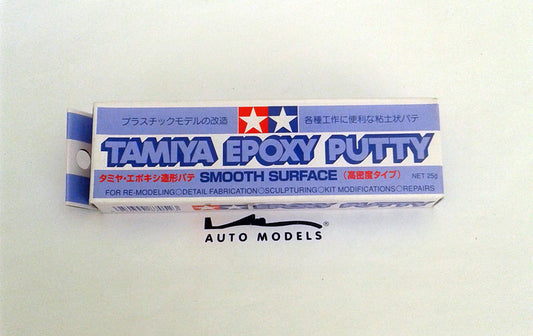 プラスチックモデルの改造 各種工作に便利な粘土状パテ
TAMIYA EPOXY PUTTY
タミヤ・エポキシ造形パテ SMOOTH SURFACE (高密度タイプ) NET 25g
FOR RE-MODELING○DETAIL FABRICATION○SCULPTURING○KIT MODIFICATIONS○REPAIRS
TAMIYA EPOXY PUTTY
AUTO MODELS®